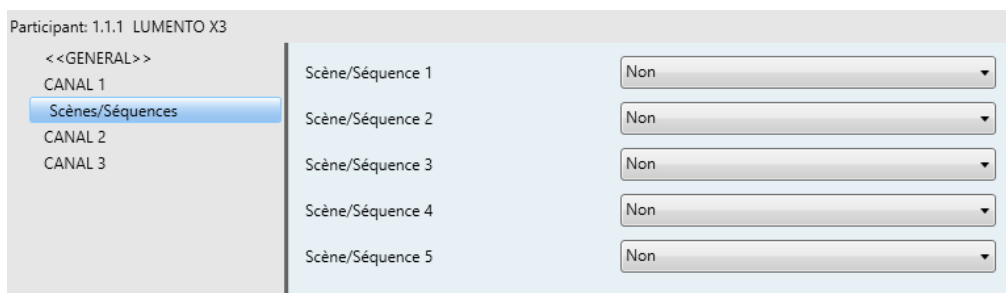 Participant: 1.1.1 LUMENTO X3
<<GENERAL>>
CANAL 1
Scènes/Séquences
CANAL 2
CANAL 3
Scène/Séquence 1 Non
Scène/Séquence 2 Non
Scène/Séquence 3 Non
Scène/Séquence 4 Non
Scène/Séquence 5 Non